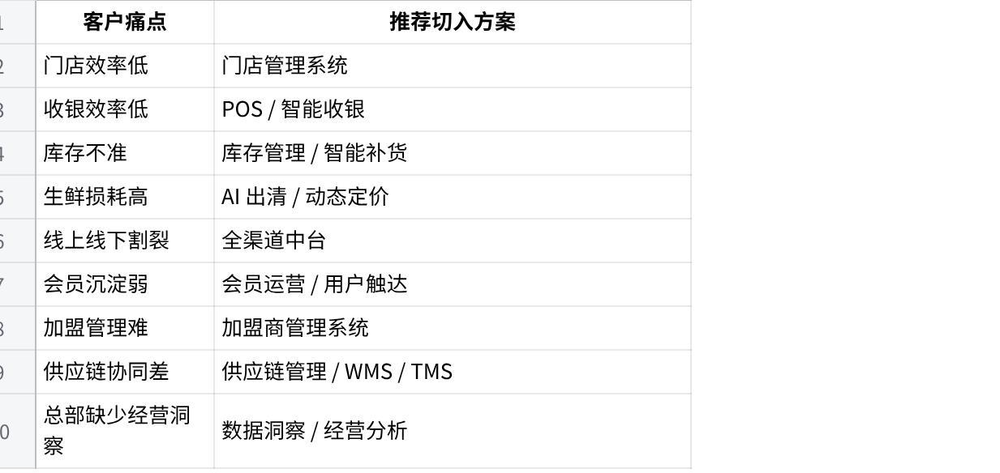 1 客户痛点 推荐切入方案
2 门店效率低 门店管理系统
3 收银效率低 POS / 智能收银
4 库存不准 库存管理 / 智能补货
5 生鲜损耗高 AI 出清 / 动态定价
6 线上线下割裂 全渠道中台
7 会员沉淀弱 会员运营 / 用户触达
8 加盟管理难 加盟商管理系统
9 供应链协同差 供应链管理 / WMS / TMS
0 总部缺少经营洞
察 数据洞察 / 经营分析